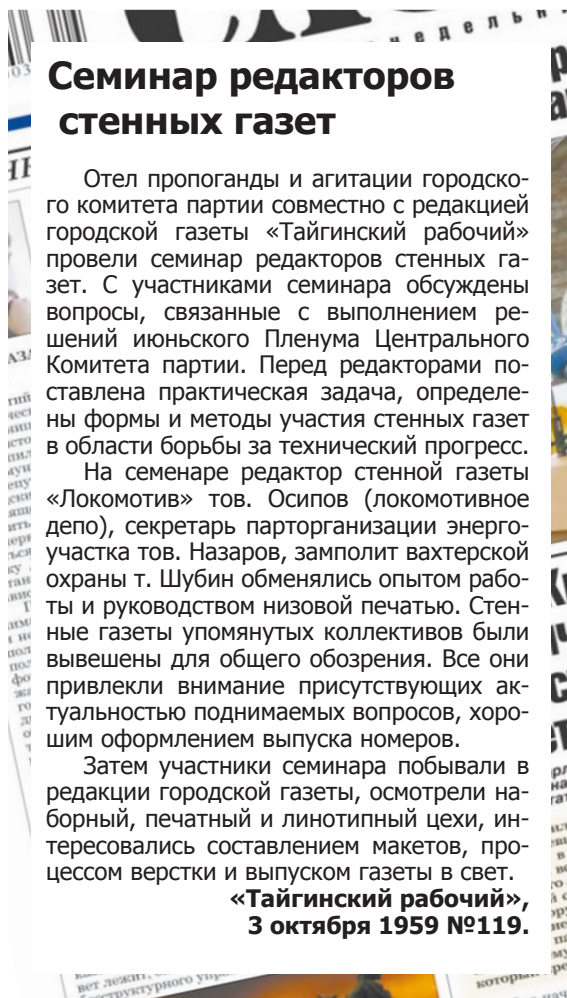 недельн
Семинар редакторов
стенных газет
Отел пропоганды и агитации городско-
го комитета партии совместно с редакцией
городской газеты «Тайгинский рабочий»
провели семинар редакторов стенных га-
зет. С участниками семинара обсуждены
вопросы, связанные с выполнением ре-
шений июньского Пленума Центрального
Комитета партии. Перед редакторами по-
ставлена практическая задача, определе-
ны формы и методы участия стенных газет
в области борьбы за технический прогресс.
На семенаре редактор стенной газеты
«Локомотив» тов. Осипов (локомотивное
депо), секретарь парторганизации энерго-
участка тов. Назаров, замполит вахтерской
охраны т. Шубин обменялись опытом рабо-
ты и руководством низовой печатью. Стен-
ные газеты упомянутых коллективов были
вывешены для общего обозрения. Все они
привлекли внимание присутствующих ак-
туальностью поднимаемых вопросов, хоро-
шим оформлением выпуска номеров.
Затем участники семинара побывали в
редакции городской газеты, осмотрели на-
борный, печатный и линотипный цехи, ин-
тересовались составлением макетов, про-
цессом верстки и выпуском газеты в свет.
«Тайгинский рабочий»,
3 октября 1959 №119.